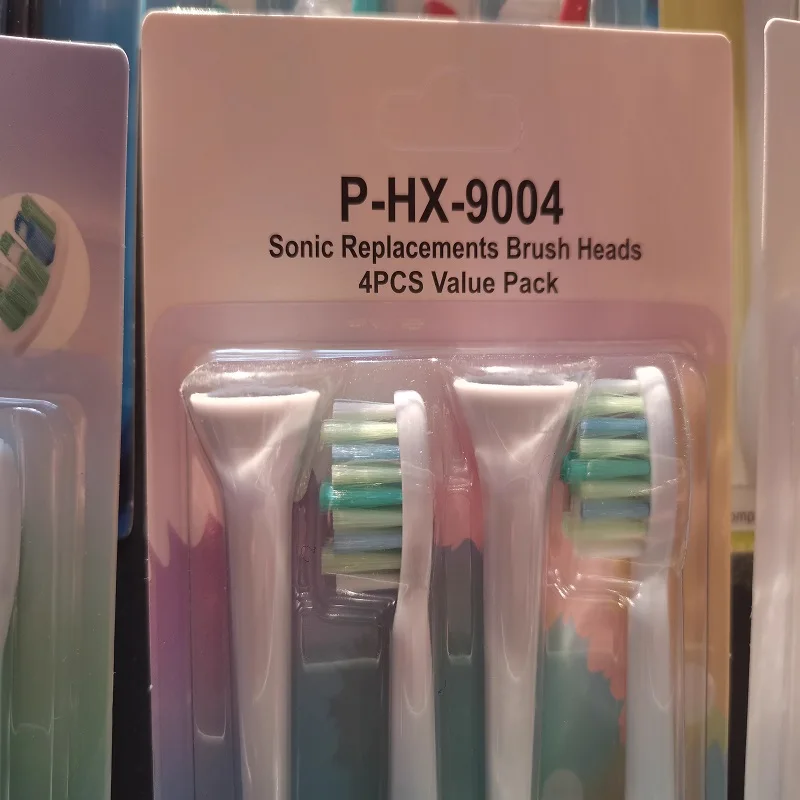 P-HX-9004
Sonic Replacements Brush Heads
4PCS Value Pack